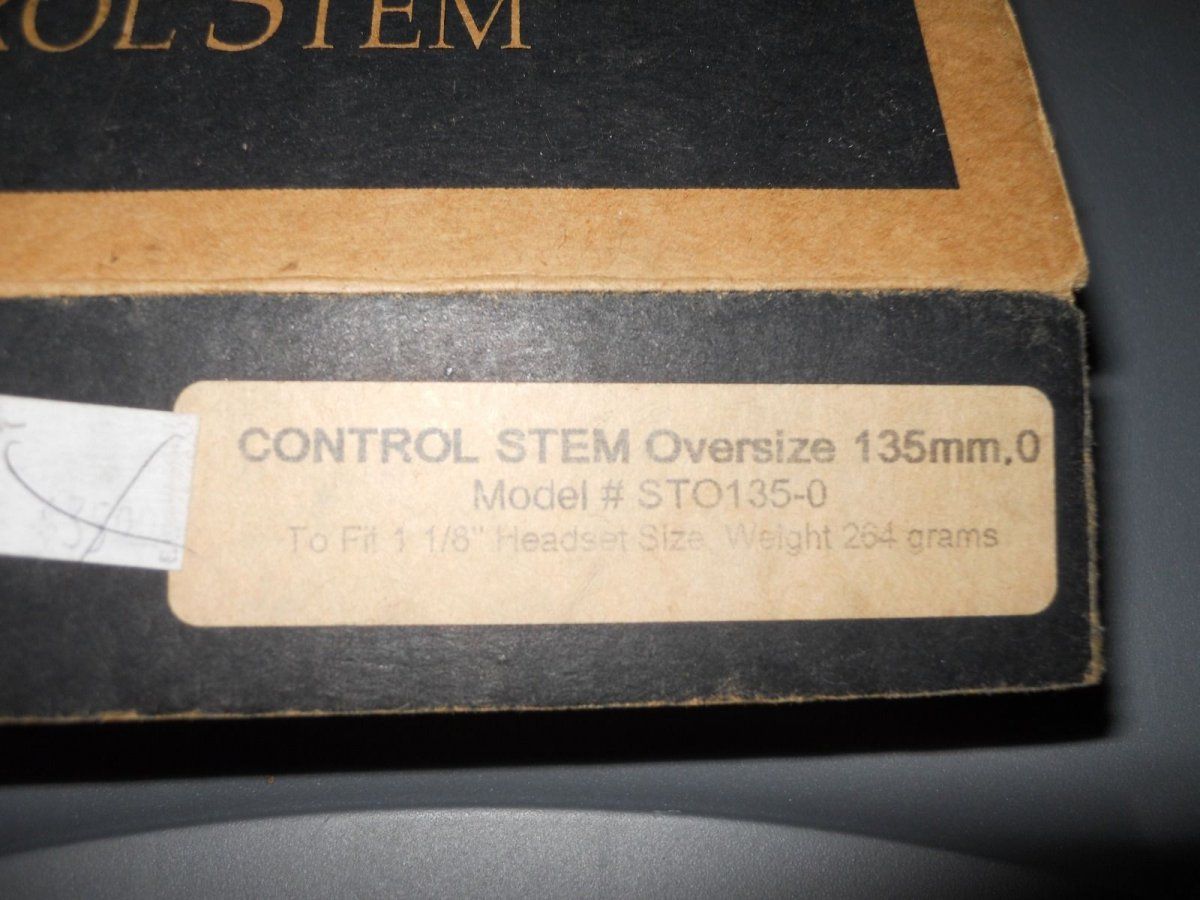 ROL STEM
CONTROL STEM Oversize 135mm,0
Model # STO135-0
To Fit 1 1/8" Headset Size, Weight 264 grams